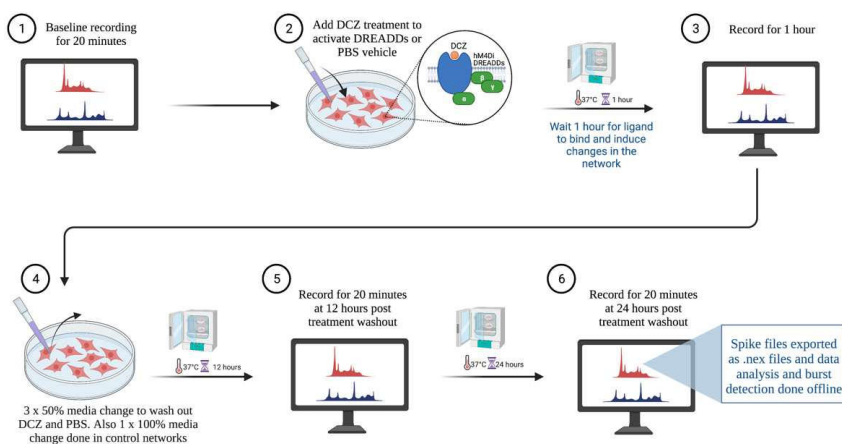 1
Baseline recording
for 20 minutes
2
Add DCZ treatment to
activate DREADDs or
PBS vehicle
DCZ
hM4Di
DREADDs
β
γ
α
37°C 1 hour
Wait 1 hour for ligand
to bind and induce
changes in the
network
3
Record for 1 hour
4
3 x 50% media change to wash out
DCZ and PBS. Also 1 x 100% media
change done in control networks
37°C 12 hours
5
Record for 20 minutes
at 12 hours post
treatment washout
37°C 24 hours
6
Record for 20 minutes
at 24 hours post
treatment washout
Spike files exported
as .nex files and data
analysis and burst
detection done offline